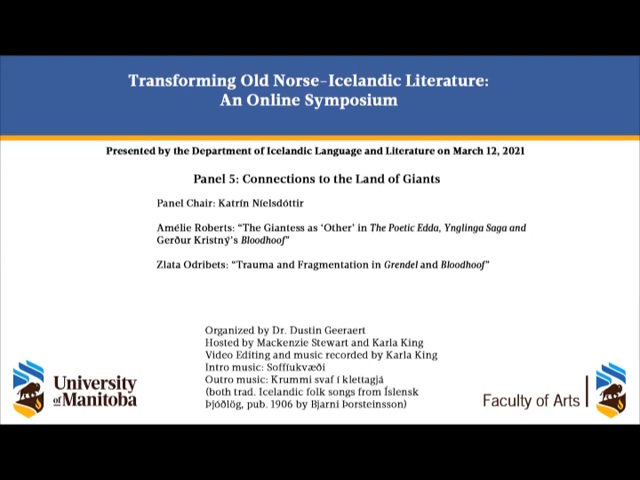 Transforming Old Norse-Icelandic Literature:
An Online Symposium
Presented by the Department of Icelandic Language and Literature on March 12, 2021
Panel 5: Connections to the Land of Giants
Panel Chair: Katrín Níelsdóttir
Amélie Roberts: “The Giantess as ‘Other’ in The Poetic Edda, Ynglinga Saga and
Gerður Kristný’s Bloodhoof”
Zlata Odribets: “Trauma and Fragmentation in Grendel and Bloodhoof”
Organized by Dr. Dustin Geeraert
Hosted by Mackenzie Stewart and Karla King
Video Editing and music recorded by Karla King
Intro music: Soffíukvæði
Outro music: Krummi svaf í klettagjá
(both trad. Icelandic folk songs from Íslensk
Þjóðlög, pub. 1906 by Bjarni Þorsteinsson)
University
of Manitoba
Faculty of Arts